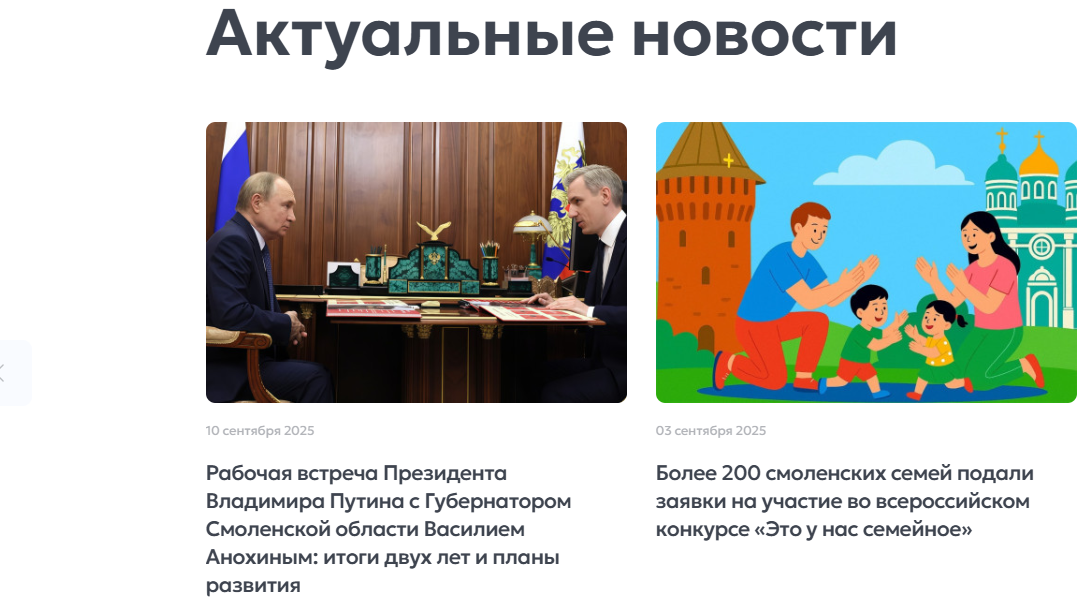 Актуальные новости
10 сентября 2025
Рабочая встреча Президента
Владимира Путина с Губернатором
Смоленской области Василием
Анохиным: итоги двух лет и планы
развития
03 сентября 2025
Более 200 смоленских семей подали
заявки на участие во всероссийском
конкурсе «Это у нас семейное»